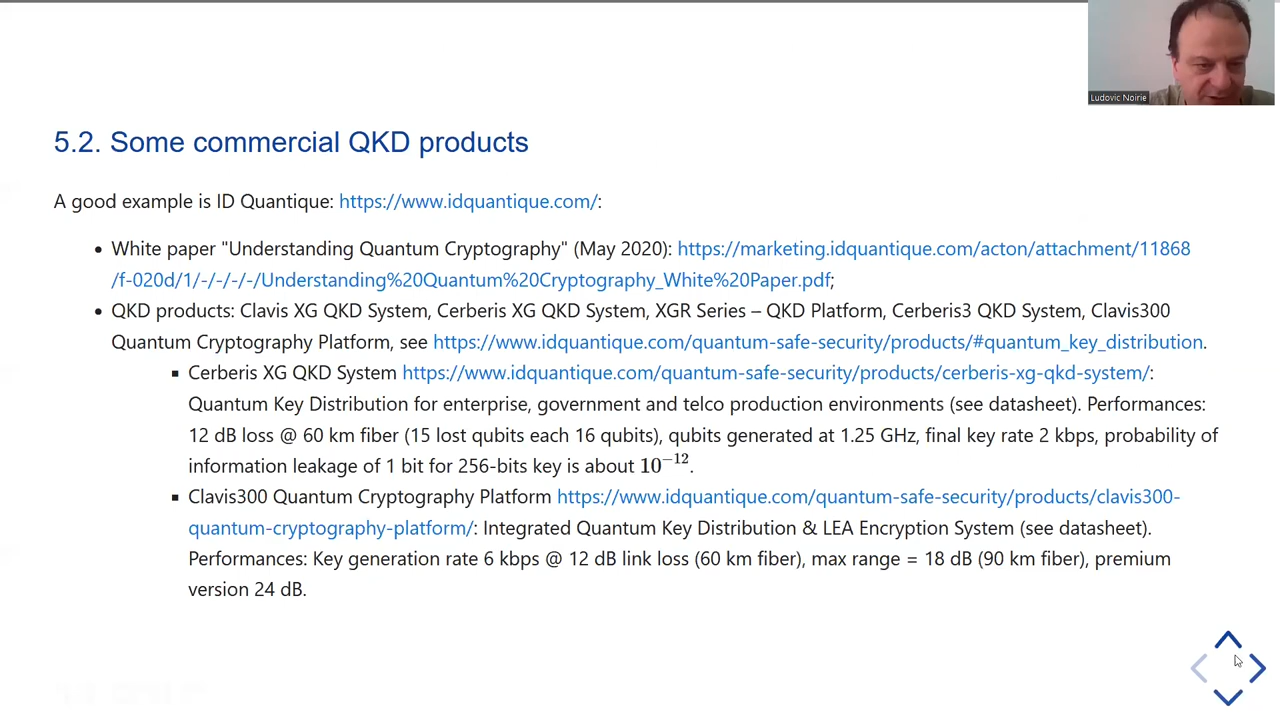 Ludovic Noirie
5.2. Some commercial QKD products
A good example is ID Quantique: https://www.idquantique.com/:
• White paper "Understanding Quantum Cryptography" (May 2020): https://marketing.idquantique.com/acton/attachment/11868
/f-020d/1/-/-/-/-/Understanding%20Quantum%20Cryptography_White%20Paper.pdf;
• QKD products: Clavis XG QKD System, Cerberis XG QKD System, XGR Series – QKD Platform, Cerberis3 QKD System, Clavis300
Quantum Cryptography Platform, see https://www.idquantique.com/quantum-safe-security/products/#quantum_key_distribution.
▪ Cerberis XG QKD System https://www.idquantique.com/quantum-safe-security/products/cerberis-xg-qkd-system/:
Quantum Key Distribution for enterprise, government and telco production environments (see datasheet). Performances:
12 dB loss @ 60 km fiber (15 lost qubits each 16 qubits), qubits generated at 1.25 GHz, final key rate 2 kbps, probability of
information leakage of 1 bit for 256-bits key is about 10⁻¹².
▪ Clavis300 Quantum Cryptography Platform https://www.idquantique.com/quantum-safe-security/products/clavis300-
quantum-cryptography-platform/: Integrated Quantum Key Distribution & LEA Encryption System (see datasheet).
Performances: Key generation rate 6 kbps @ 12 dB link loss (60 km fiber), max range = 18 dB (90 km fiber), premium
version 24 dB.